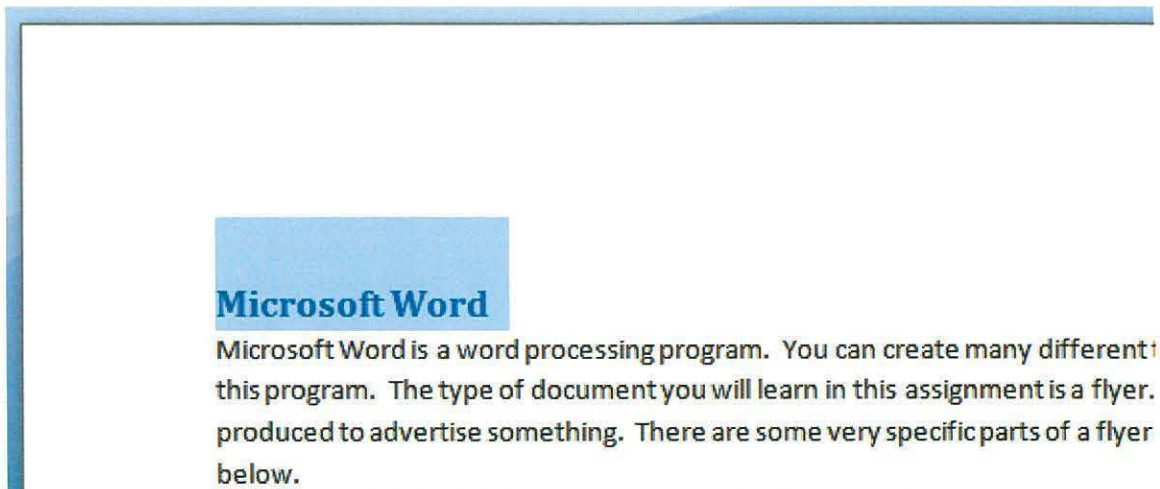 Microsoft Word
Microsoft Word is a word processing program. You can create many different
this program. The type of document you will learn in this assignment is a flyer.
produced to advertise something. There are some very specific parts of a flyer
below.